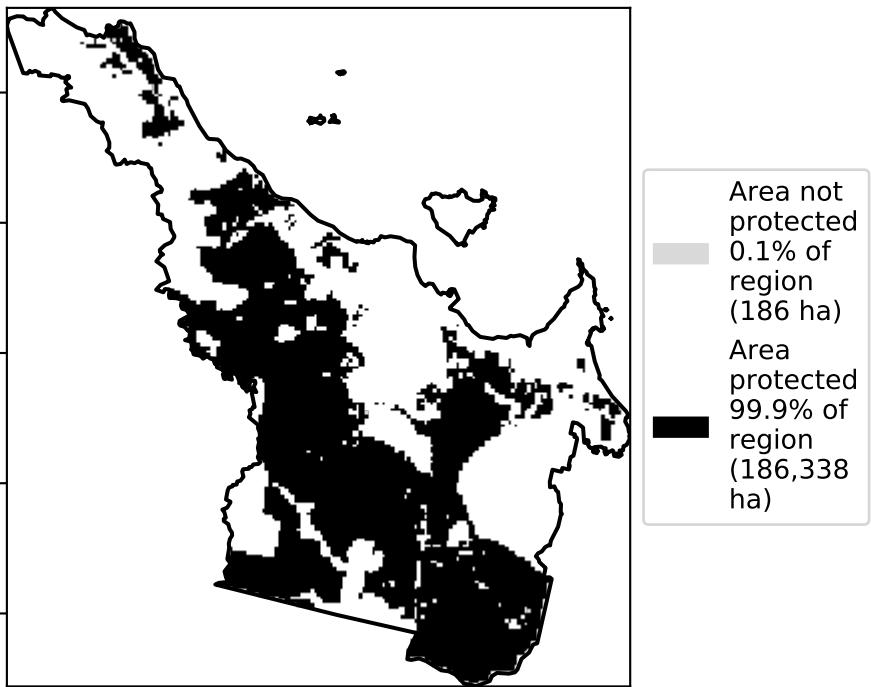 Area not
protected
0.1% of
region
(186 ha)
Area
protected
99.9% of
region
(186,338
ha)